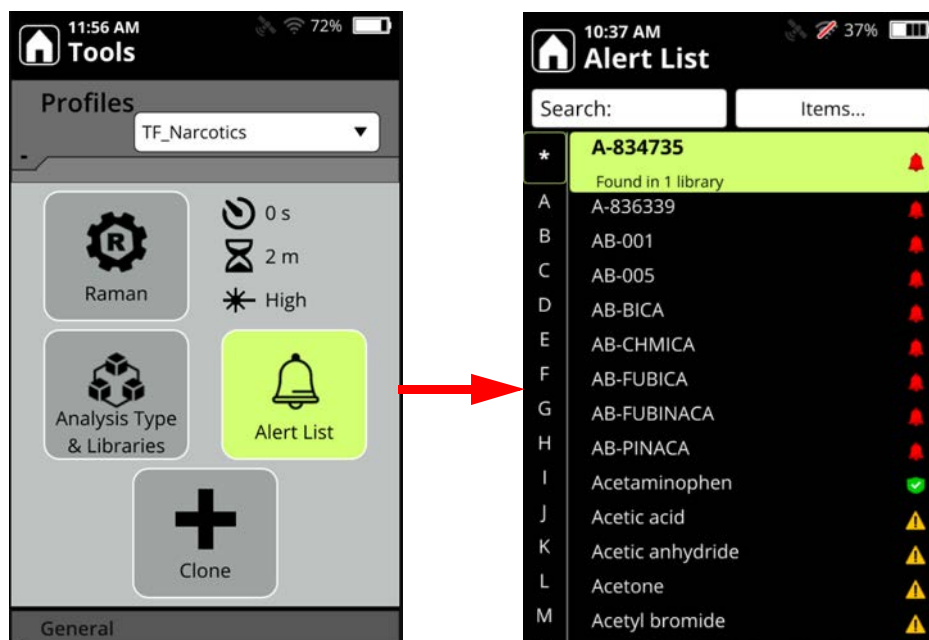 11:56 AM
72%
Tools
Profiles
TF_Narcotics
-
R
0 s
2 m
High
Raman
Analysis Type
& Libraries
Alert List
Clone
General
10:37 AM
37%
Alert List
Search:
Items...
*
A-834735
Found in 1 library
A
A-836339
B
AB-001
C
AB-005
D
AB-BICA
E
AB-CHMICA
F
AB-FUBICA
G
AB-FUBINACA
H
AB-PINACA
I
Acetaminophen
J
Acetic acid
K
Acetic anhydride
L
Acetone
M
Acetyl bromide